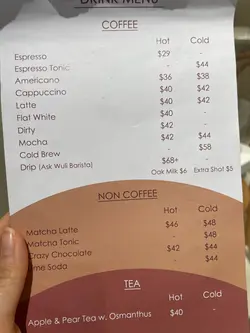 DRINK MENU
COFFEE
Hot Cold
Espresso $29 -
Espresso Tonic - $44
Americano $36 $38
Cappuccino $40 $42
Latte $40 $42
Flat White $40 -
Dirty $42 -
Mocha $42 $44
Cold Brew - $58
Drip (Ask Wuli Barista) $68+ -
Oak Milk $6 Extra Shot $5
NON COFFEE
Hot Cold
Matcha Latte $46 $48
Matcha Tonic - $48
Crazy Chocolate $42 $44
Soda - $44
TEA
Hot Cold
Apple & Pear Tea w. Osmanthus $40 -